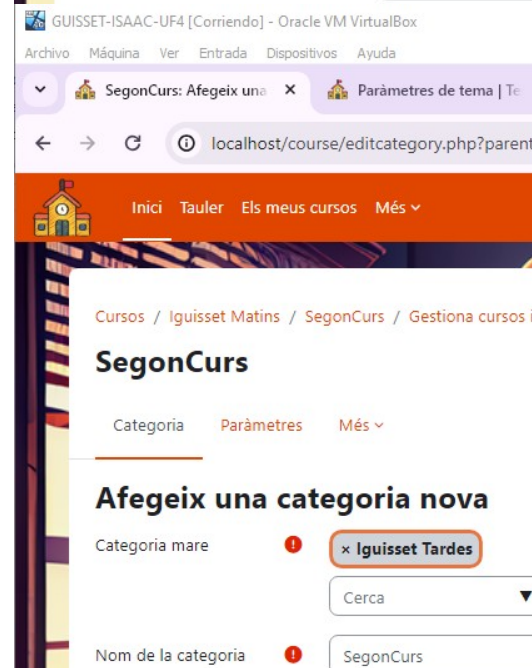 GUISSET-ISAAC-UF4 [Corriendo] - Oracle VM VirtualBox
Archivo Máquina Ver Entrada Dispositivos Ayuda
SegonCurs: Afegeix una × Paràmetres de tema | Te
localhost/course/editcategory.php?parent
Inici Tauler Els meus cursos Més
Cursos / Iguisset Matins / SegonCurs / Gestiona cursos i
SegonCurs
Categoria Paràmetres Més
Afegeix una categoria nova
Categoria mare × Iguisset Tardes
Cerca
Nom de la categoria SegonCurs